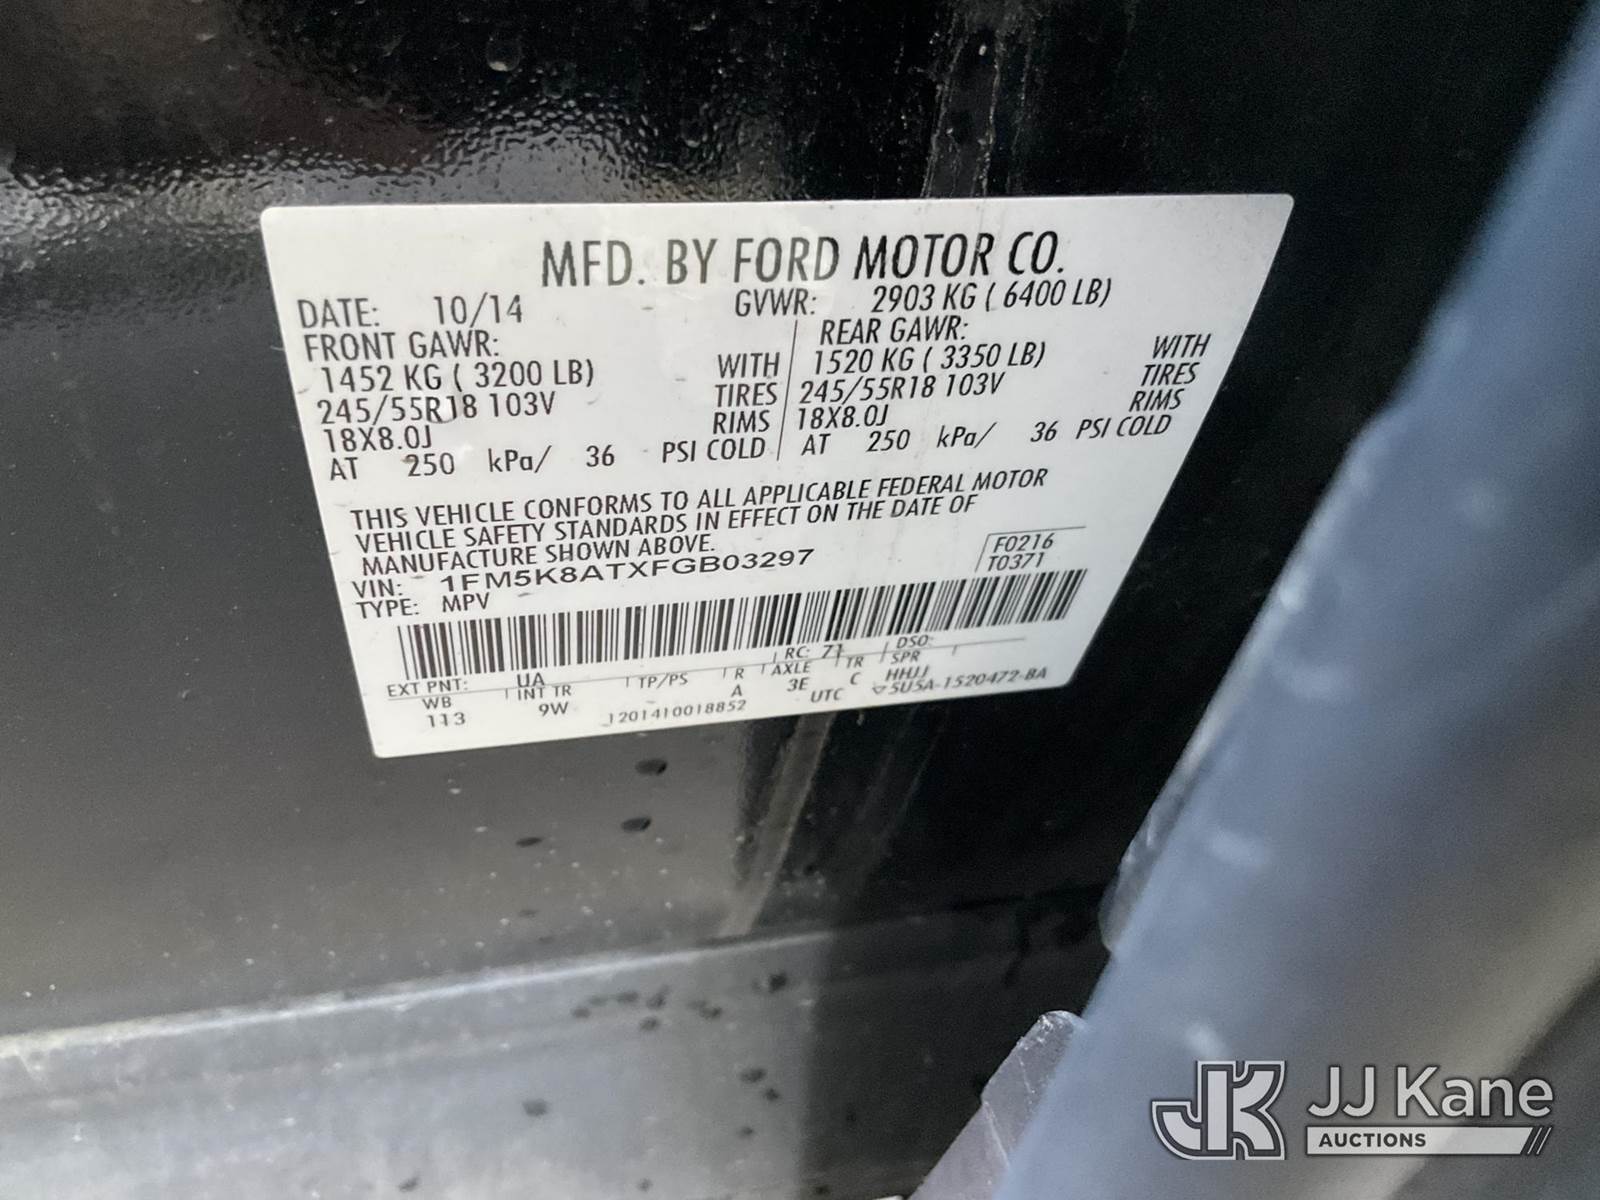 MFD. BY FORD MOTOR CO.
DATE: 10/14 GVWR: 2903 KG ( 6400 LB)
FRONT GAWR: REAR GAWR:
1452 KG ( 3200 LB) WITH 1520 KG ( 3350 LB) WITH
245/55R18 103V TIRES 245/55R18 103V TIRES
18X8.0J RIMS 18X8.0J RIMS
AT 250 kPa/ 36 PSI COLD AT 250 kPa/ 36 PSI COLD
THIS VEHICLE CONFORMS TO ALL APPLICABLE FEDERAL MOTOR
VEHICLE SAFETY STANDARDS IN EFFECT ON THE DATE OF
MANUFACTURE SHOWN ABOVE.
VIN: 1FM5K8ATXFGB03297 F0216
TYPE: MPV T0371
EXT PNT: UA RC: 71 DSO:
WB INT TR TP/PS R AXLE TR SPR
113 9W A 3E C HHJJ
1201410018852 UTC 5U5A-1520472-BA
JK JJ Kane
AUCTIONS